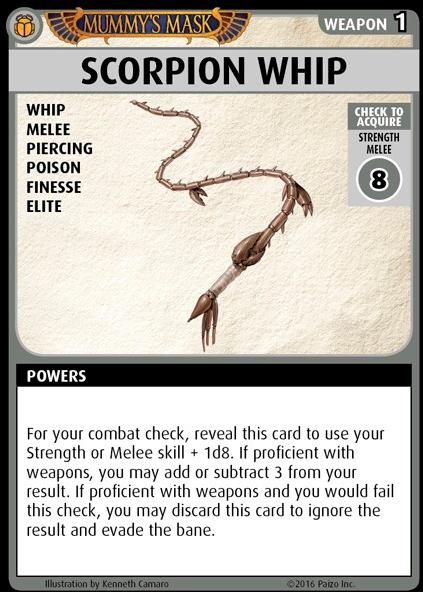 MUMMY'S MASK
WEAPON 1
SCORPION WHIP
WHIP
MELEE
PIERCING
POISON
FINESSE
ELITE
CHECK TO
ACQUIRE
STRENGTH
MELEE
8
POWERS
For your combat check, reveal this card to use your
Strength or Melee skill + 1d8. If proficient with
weapons, you may add or subtract 3 from your
result. If proficient with weapons and you would fail
this check, you may discard this card to ignore the
result and evade the bane.
Illustration by Kenneth Camaro
©2016 Paizo Inc.